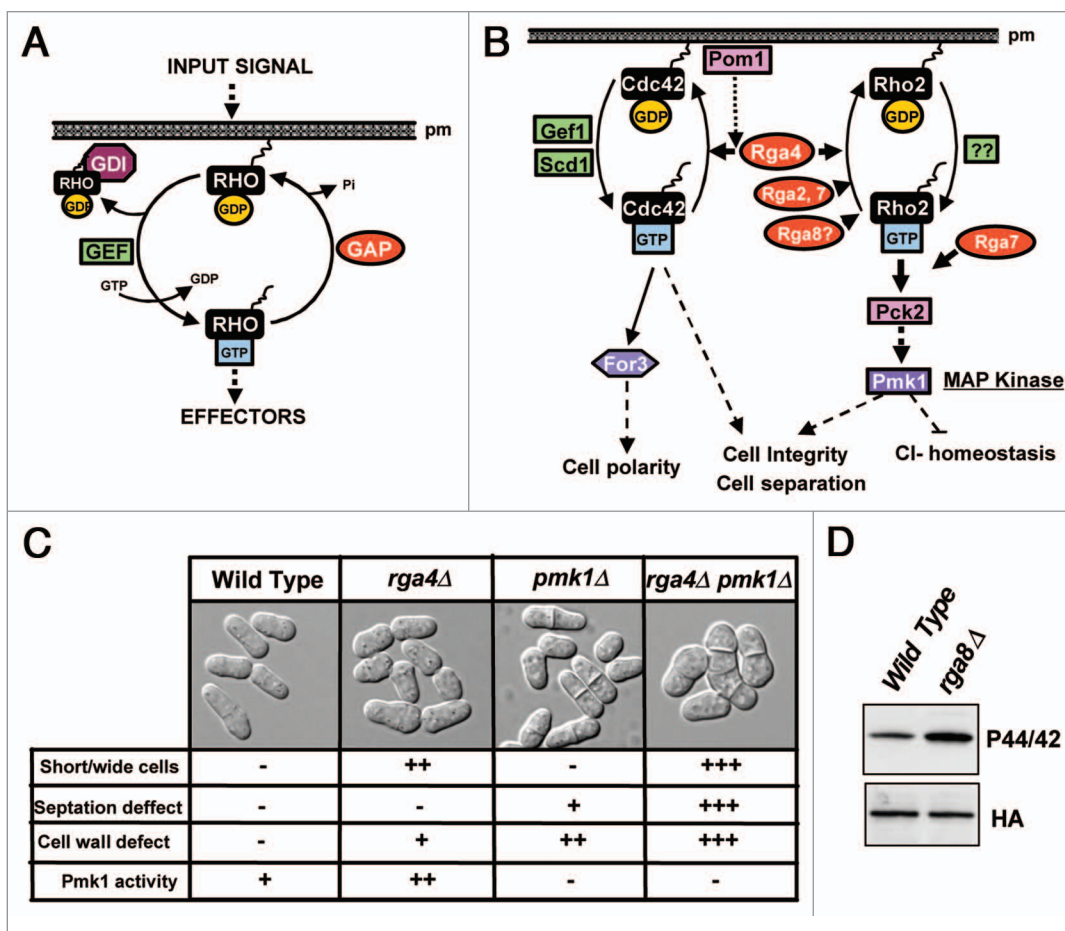 A
INPUT SIGNAL
pm
GDI
RHO
GDP
RHO
GDP
Pi
GEF
GAP
GTP
GDP
RHO
GTP
EFFECTORS
B
pm
Pom1
Cdc42
GDP
Rho2
GDP
Gef1
Scd1
Rga4
??
Rga2, 7
Cdc42
GTP
Rga8?
Rho2
GTP
Rga7
Pck2
For3
Pmk1
MAP Kinase
Cell polarity
Cell Integrity
Cell separation
Cl- homeostasis
C
Wild Type rga4Δ pmk1Δ rga4Δ pmk1Δ
Short/wide cells - ++ - +++
Septation deffect - - + +++
Cell wall defect - + ++ +++
Pmk1 activity + ++ - -
D
Wild Type
rga8Δ
P44/42
HA